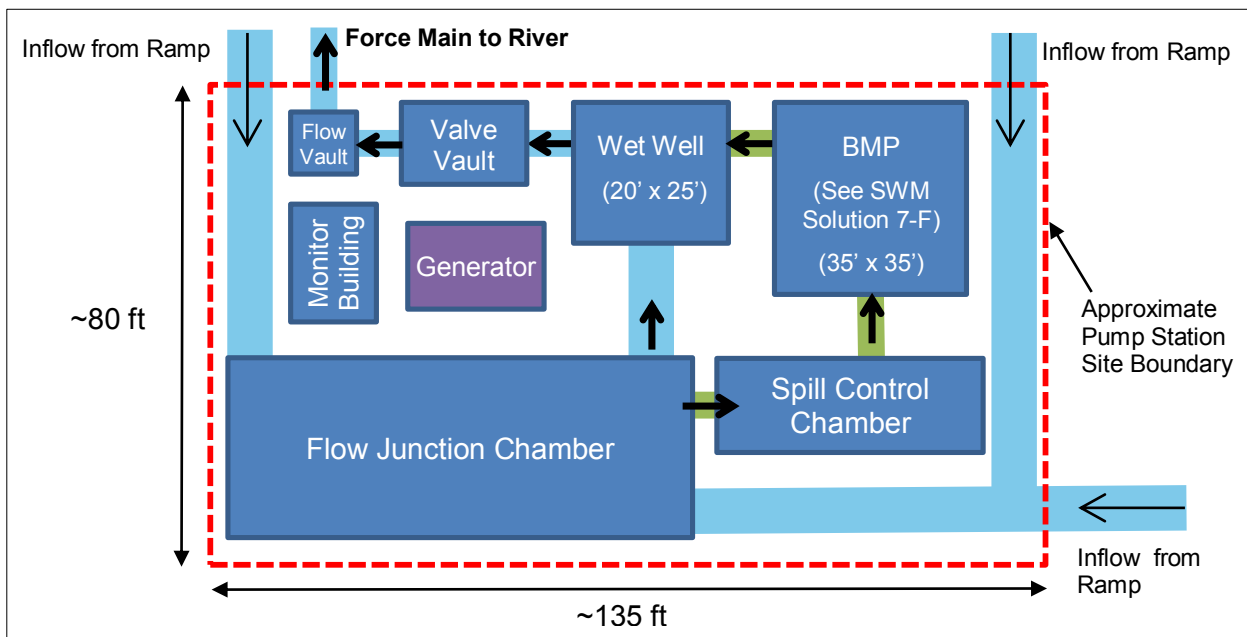 Inflow from Ramp
Force Main to River
Inflow from Ramp
Flow
Vault
Valve
Vault
Wet Well
(20' x 25')
BMP
(See SWM
Solution 7-F)
(35' x 35')
Monitor
Building
Generator
~80 ft
Approximate
Pump Station
Site Boundary
Flow Junction Chamber
Spill Control
Chamber
Inflow from
Ramp
~135 ft